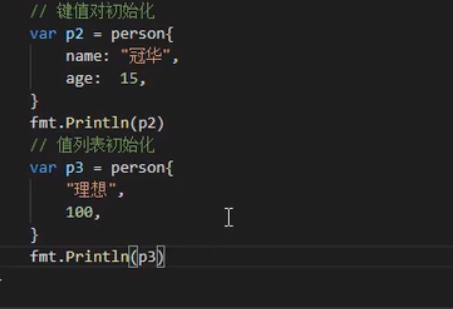 // 键值对初始化
var p2 = person{
    name: "冠华",
    age:  15,
}
fmt.Println(p2)
// 值列表初始化
var p3 = person{
    "理想",
    100,
}
fmt.Println(p3)